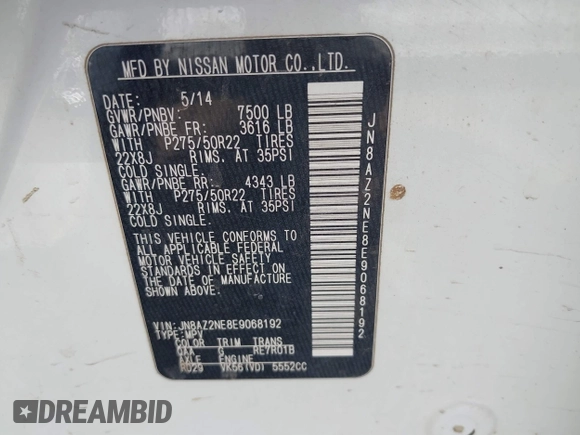 MFD BY NISSAN MOTOR CO.,LTD.
DATE: 5/14
GVWR/PNBV: 7500 LB
GAWR/PNBE FR: 3616 LB
WITH P275/50R22 TIRES
22X8J RIMS. AT 35PSI
COLD SINGLE.
GAWR/PNBE RR: 4343 LB
WITH P275/50R22 TIRES
22X8J RIMS. AT 35PSI
COLD SINGLE.
THIS VEHICLE CONFORMS TO
ALL APPLICABLE FEDERAL
MOTOR VEHICLE SAFETY
STANDARDS IN EFFECT ON
THE DATE OF MANUFACTURE
SHOWN ABOVE.
VIN: JN8AZ2NE8E9068192
TYPE: MPV
COLOR TRIM TRANS
QAA G RE7R01B
AXLE ENGINE
RD29 VK56(VD) 5552CC
JN8AZ2NE8E9068192
DREAMBID